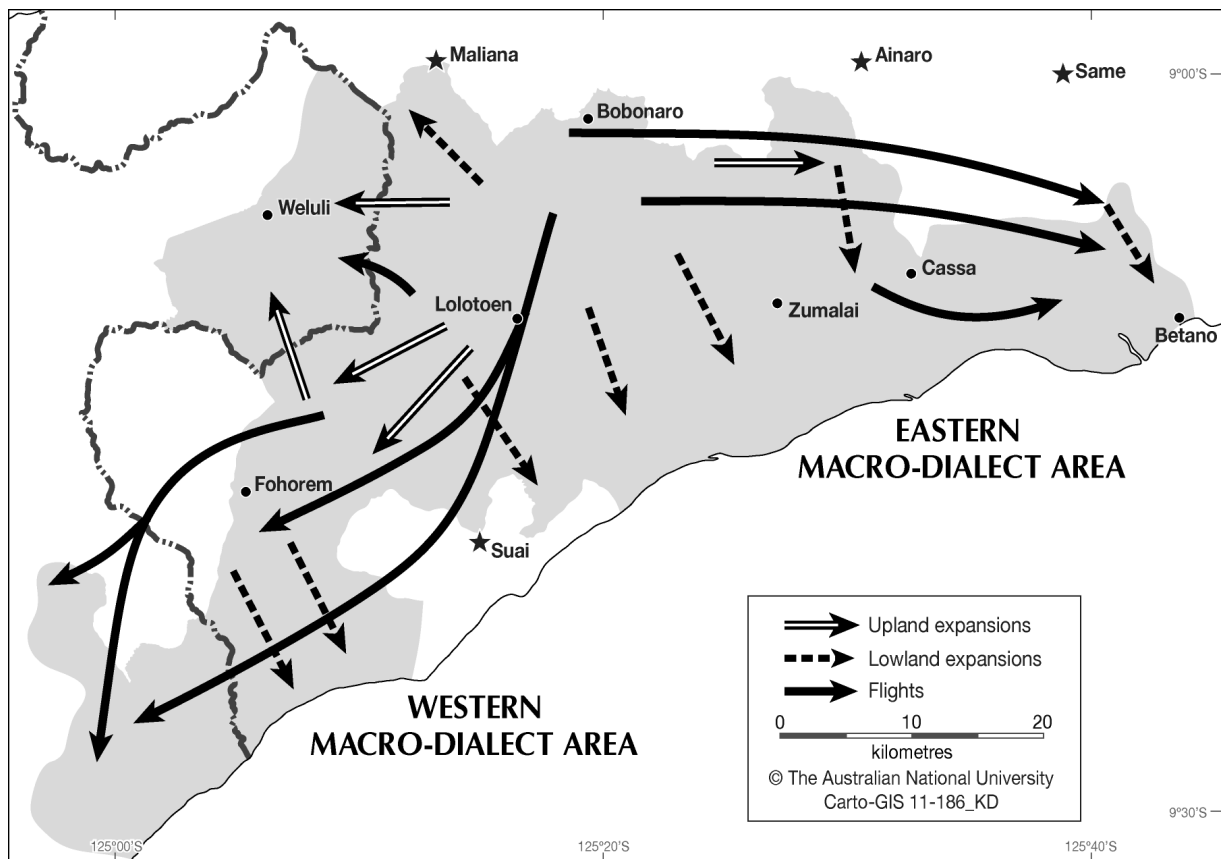 Maliana
Ainaro
Same
9°00'S
Bobonaro
Weluli
Cassa
Lolotoen
Zumalai
Betano
EASTERN
MACRO-DIALECT AREA
Fohorem
Suai
WESTERN
MACRO-DIALECT AREA
Upland expansions
Lowland expansions
Flights
0 10 20
kilometres
© The Australian National University
Carto-GIS 11-186_KD
9°30'S
125°00'S 125°20'S 125°40'S